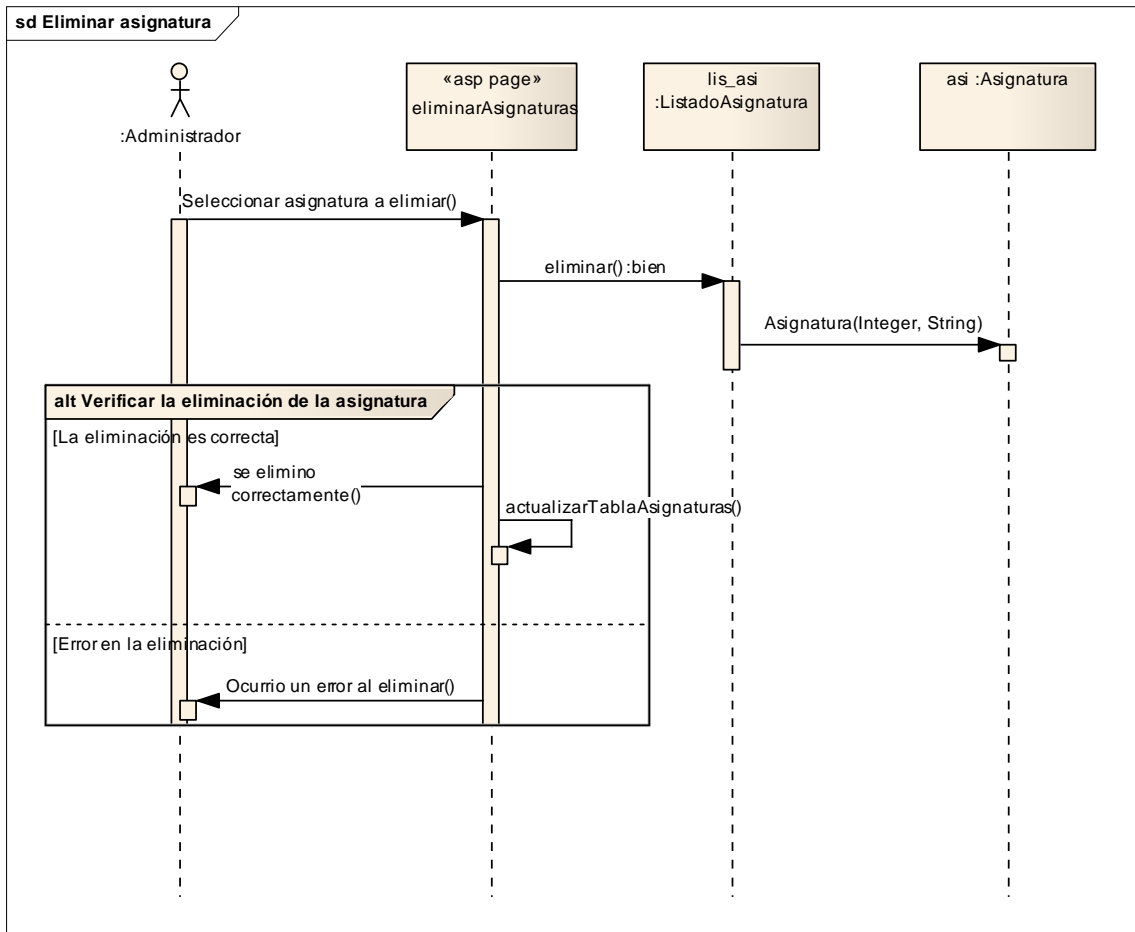 sd Eliminar asignatura
:Administrador
«asp page»
eliminarAsignaturas
lis_asi
:ListadoAsignatura
asi :Asignatura
Seleccionar asignatura a elimiar()
eliminar() :bien
Asignatura(Integer, String)
alt Verificar la eliminación de la asignatura
[La eliminación es correcta]
se elimino
correctamente()
actualizarTablaAsignaturas()
[Error en la eliminación]
Ocurrio un error al eliminar()